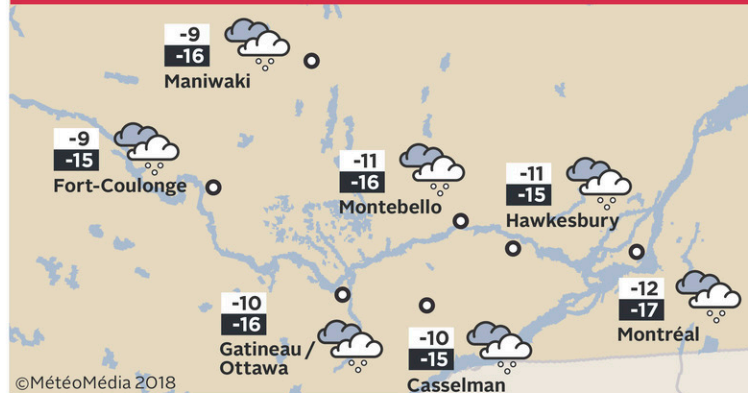 -9
-16
Maniwaki
-9
-15
Fort-Coulonge
-11
-16
Montebello
-11
-15
Hawkesbury
-10
-16
Gatineau /
Ottawa
-10
-15
Casselman
-12
-17
Montréal
©MétéoMédia 2018